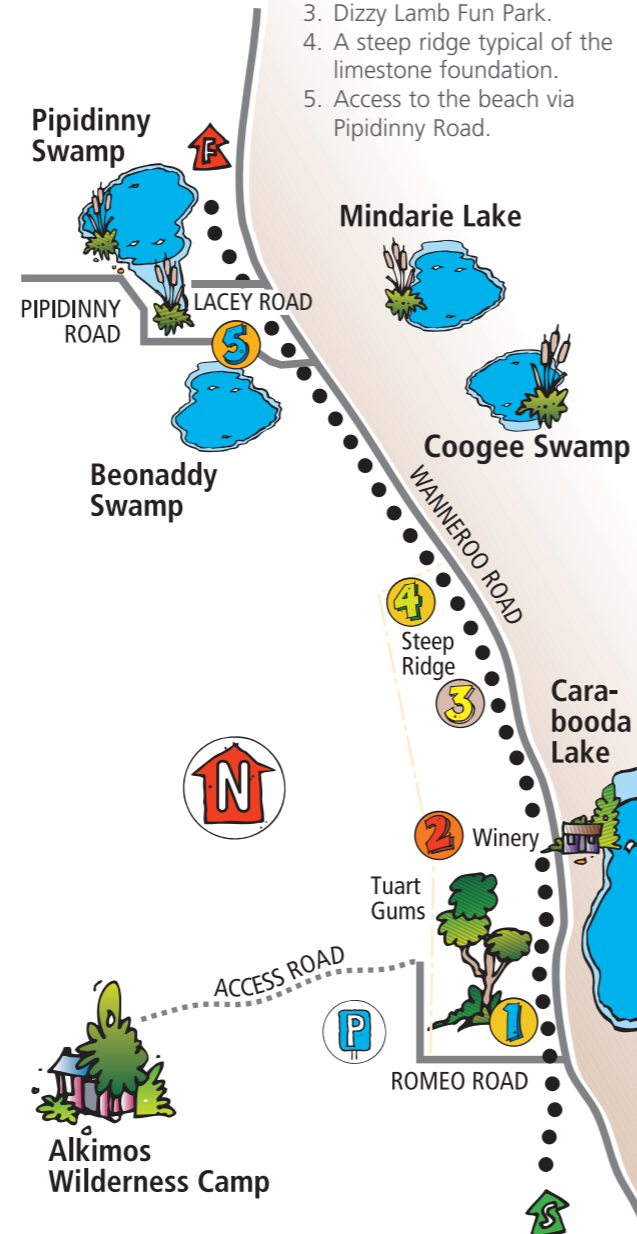 3. Dizzy Lamb Fun Park.
4. A steep ridge typical of the
limestone foundation.
5. Access to the beach via
Pipidinny Road.
Pipidinny
Swamp
F
Mindarie Lake
PIPIDINNY
ROAD
LACEY ROAD
5
Coogee Swamp
Beonaddy
Swamp
WANNEROO ROAD
4
Steep
Ridge
3
Cara-
booda
Lake
N
2
Winery
Tuart
Gums
ACCESS ROAD
P
1
ROMEO ROAD
Alkimos
Wilderness Camp
S